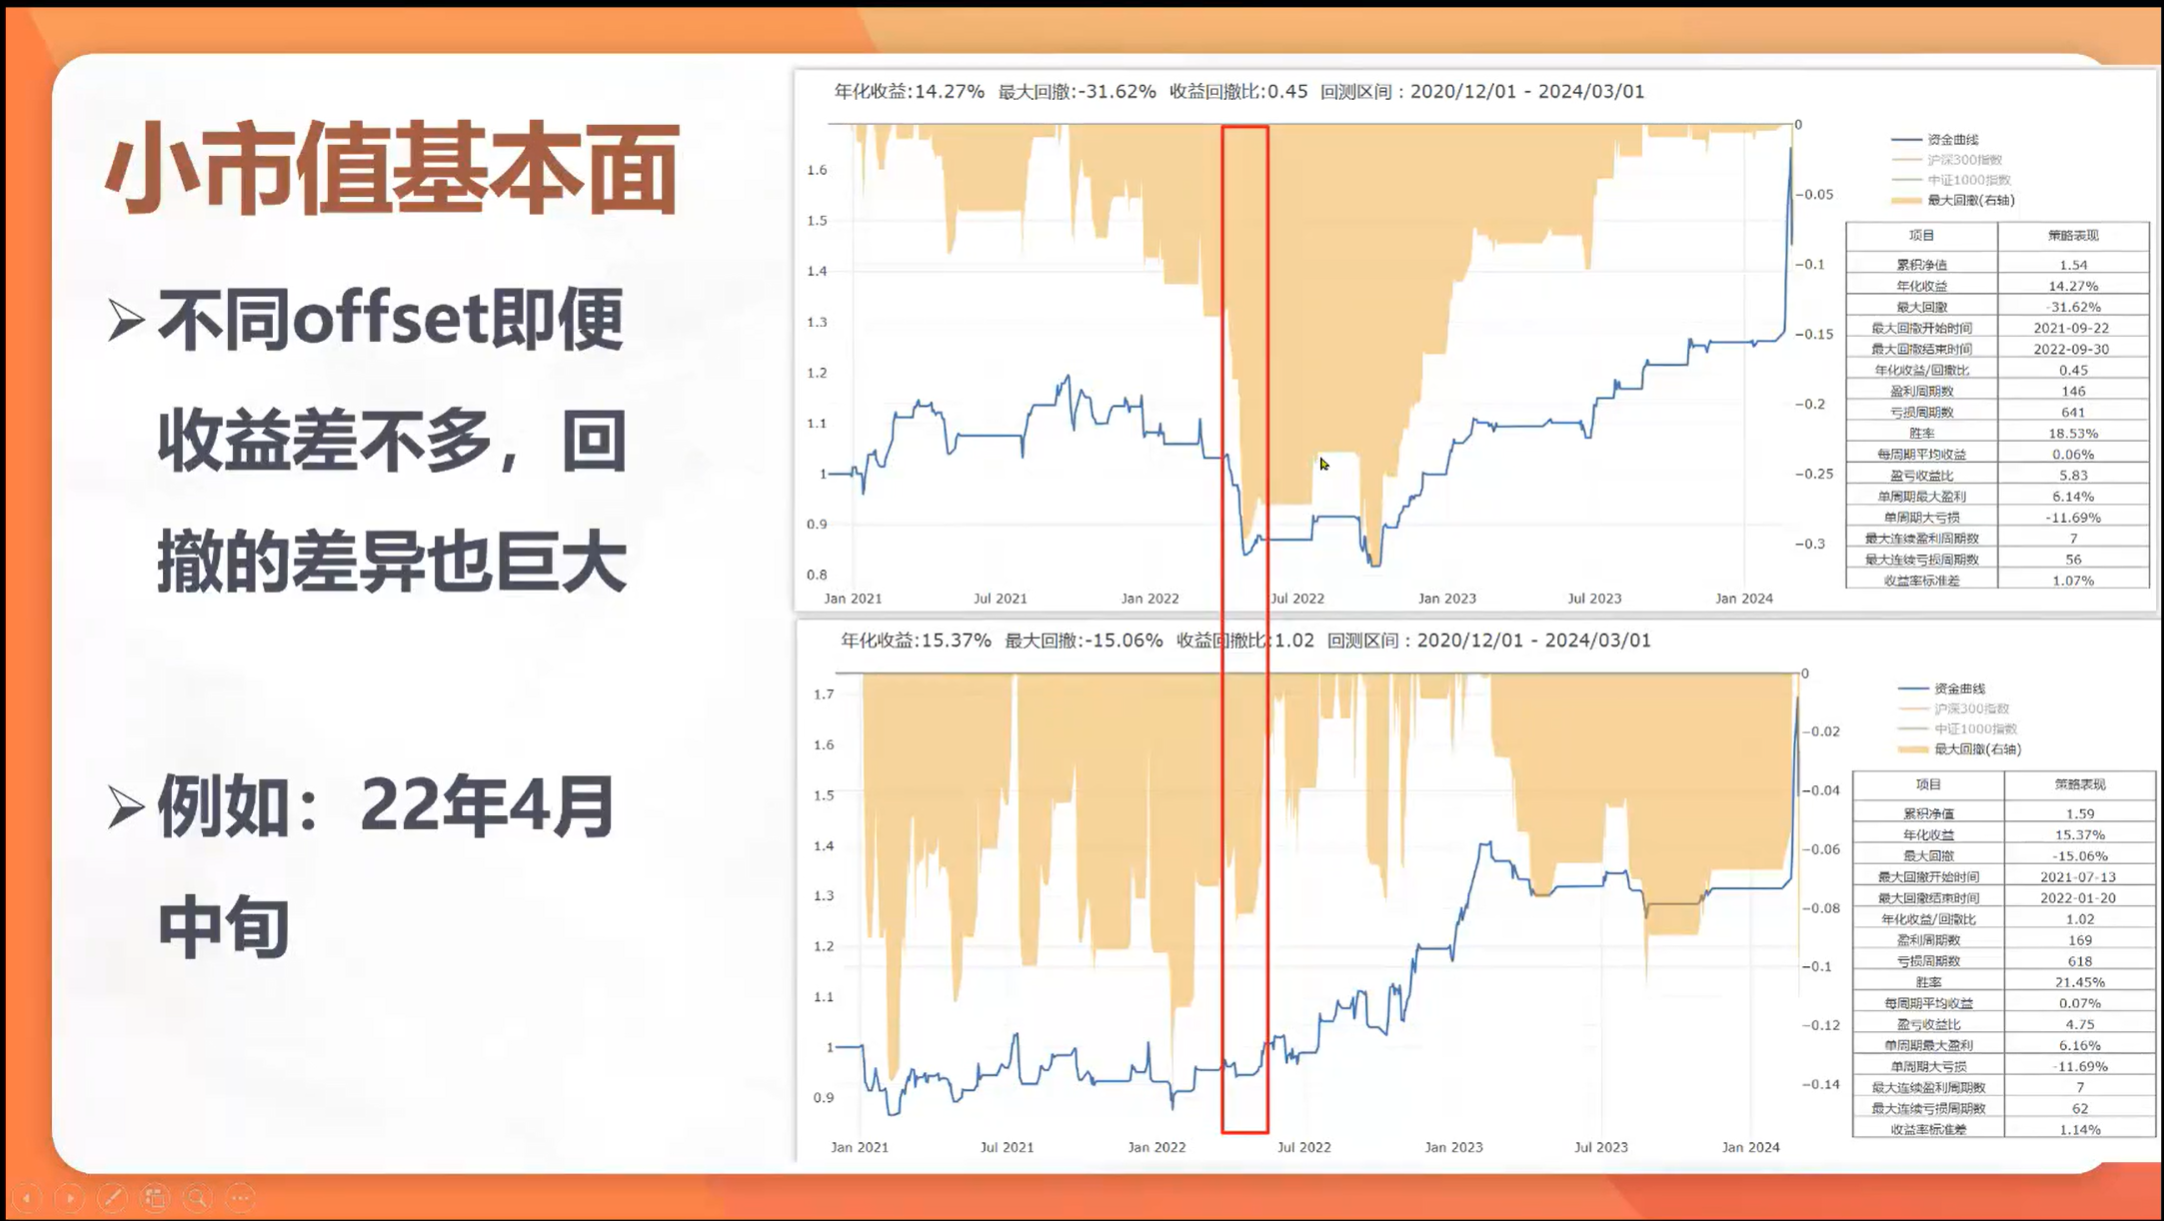 小市值基本面
不同offset即便
收益差不多，回
撤的差异也巨大
例如：22年4月
中旬
年化收益:14.27% 最大回撤:-31.62% 收益回撤比:0.45 回测区间：2020/12/01 - 2024/03/01
1.6
1.5
1.4
1.3
1.2
1.1
1
0.9
0.8
0
−0.05
−0.1
−0.15
−0.2
−0.25
−0.3
Jan 2021 Jul 2021 Jan 2022 Jul 2022 Jan 2023 Jul 2023 Jan 2024
资金曲线
沪深300指数
中证1000指数
最大回撤(右轴)
项目 策略表现
累积净值 1.54
年化收益 14.27%
最大回撤 -31.62%
最大回撤开始时间 2021-09-22
最大回撤结束时间 2022-09-30
年化收益/回撤比 0.45
盈利周期数 146
亏损周期数 641
胜率 18.53%
每周期平均收益 0.06%
盈亏收益比 5.83
单周期最大盈利 6.14%
单周期大亏损 -11.69%
最大连续盈利周期数 7
最大连续亏损周期数 56
收益率标准差 1.07%
年化收益:15.37% 最大回撤:-15.06% 收益回撤比:1.02 回测区间：2020/12/01 - 2024/03/01
1.7
1.6
1.5
1.4
1.3
1.2
1.1
1
0.9
0
−0.02
−0.04
−0.06
−0.08
−0.1
−0.12
−0.14
Jan 2021 Jul 2021 Jan 2022 Jul 2022 Jan 2023 Jul 2023 Jan 2024
资金曲线
沪深300指数
中证1000指数
最大回撤(右轴)
项目 策略表现
累积净值 1.59
年化收益 15.37%
最大回撤 -15.06%
最大回撤开始时间 2021-07-13
最大回撤结束时间 2022-01-20
年化收益/回撤比 1.02
盈利周期数 169
亏损周期数 618
胜率 21.45%
每周期平均收益 0.07%
盈亏收益比 4.75
单周期最大盈利 6.16%
单周期大亏损 -11.69%
最大连续盈利周期数 7
最大连续亏损周期数 62
收益率标准差 1.14%